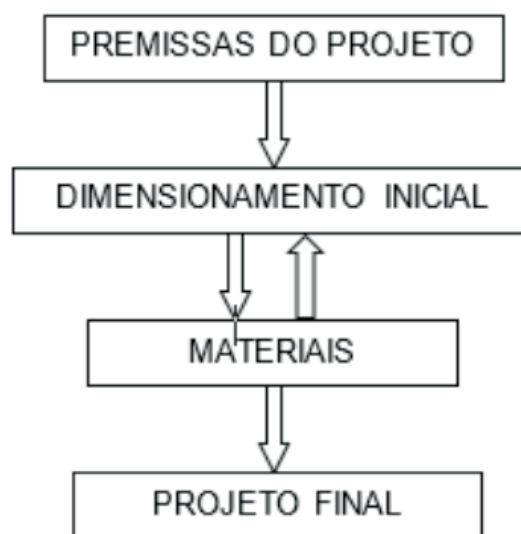 PREMISSAS DO PROJETO
DIMENSIONAMENTO INICIAL
MATERIAIS
PROJETO FINAL